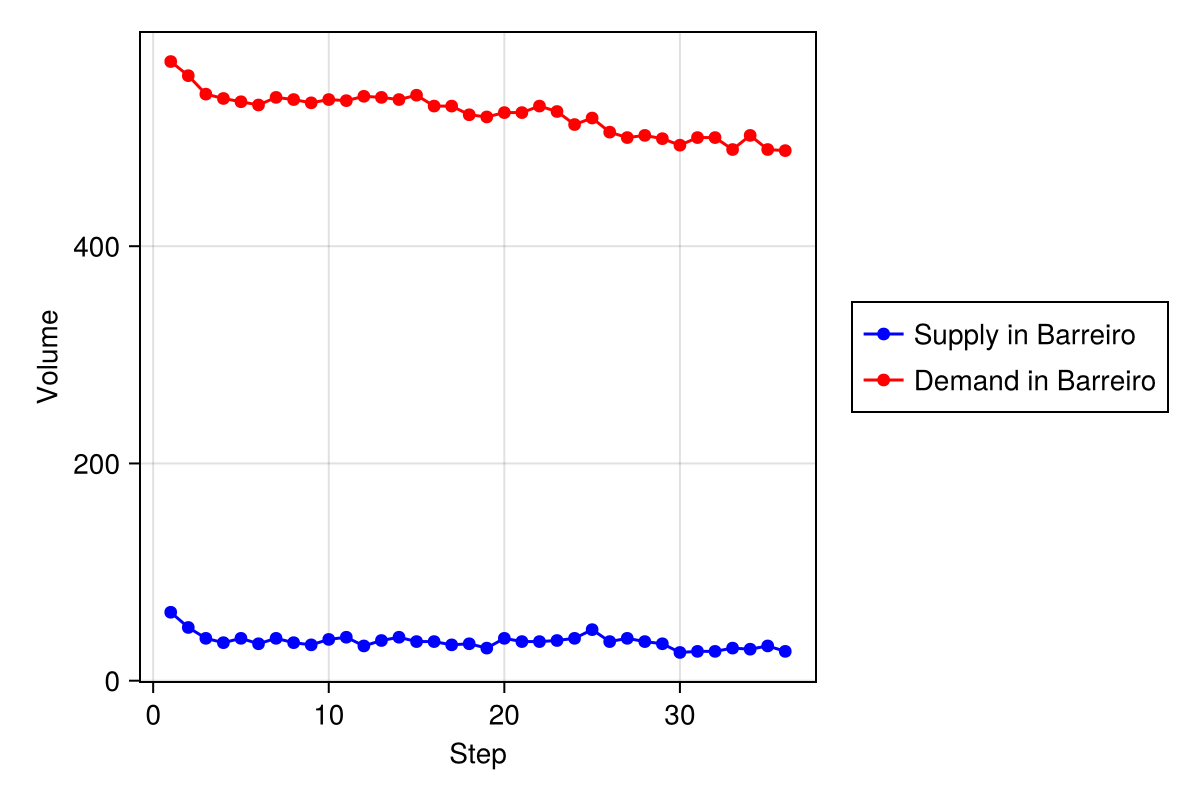 400
200
0
Volume
0 10 20 30
Step
Supply in Barreiro
Demand in Barreiro